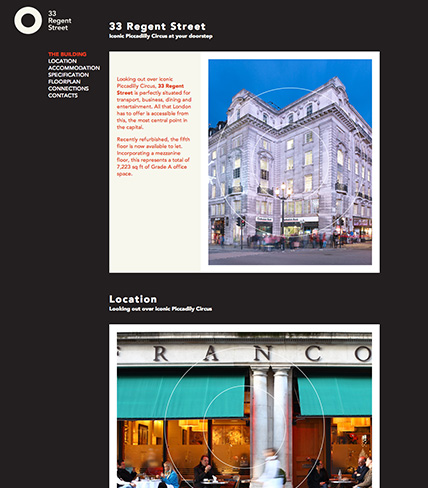 33
Regent
Street
THE BUILDING
LOCATION
ACCOMMODATION
SPECIFICATION
FLOORPLAN
CONNECTIONS
CONTACTS
33 Regent Street
Iconic Piccadilly Circus at your doorstep
Looking out over iconic
Piccadilly Circus, 33 Regent
Street is perfectly situated for
transport, business, dining and
entertainment. All that London
has to offer is accessible from
this, the most central point in
the capital.
Recently refurbished, the fifth
floor is now available to let.
Incorporating a mezzanine
floor, this represents a total of
7,223 sq ft of Grade A office
space.
Location
Looking out over iconic Piccadilly Circus
FRANCO